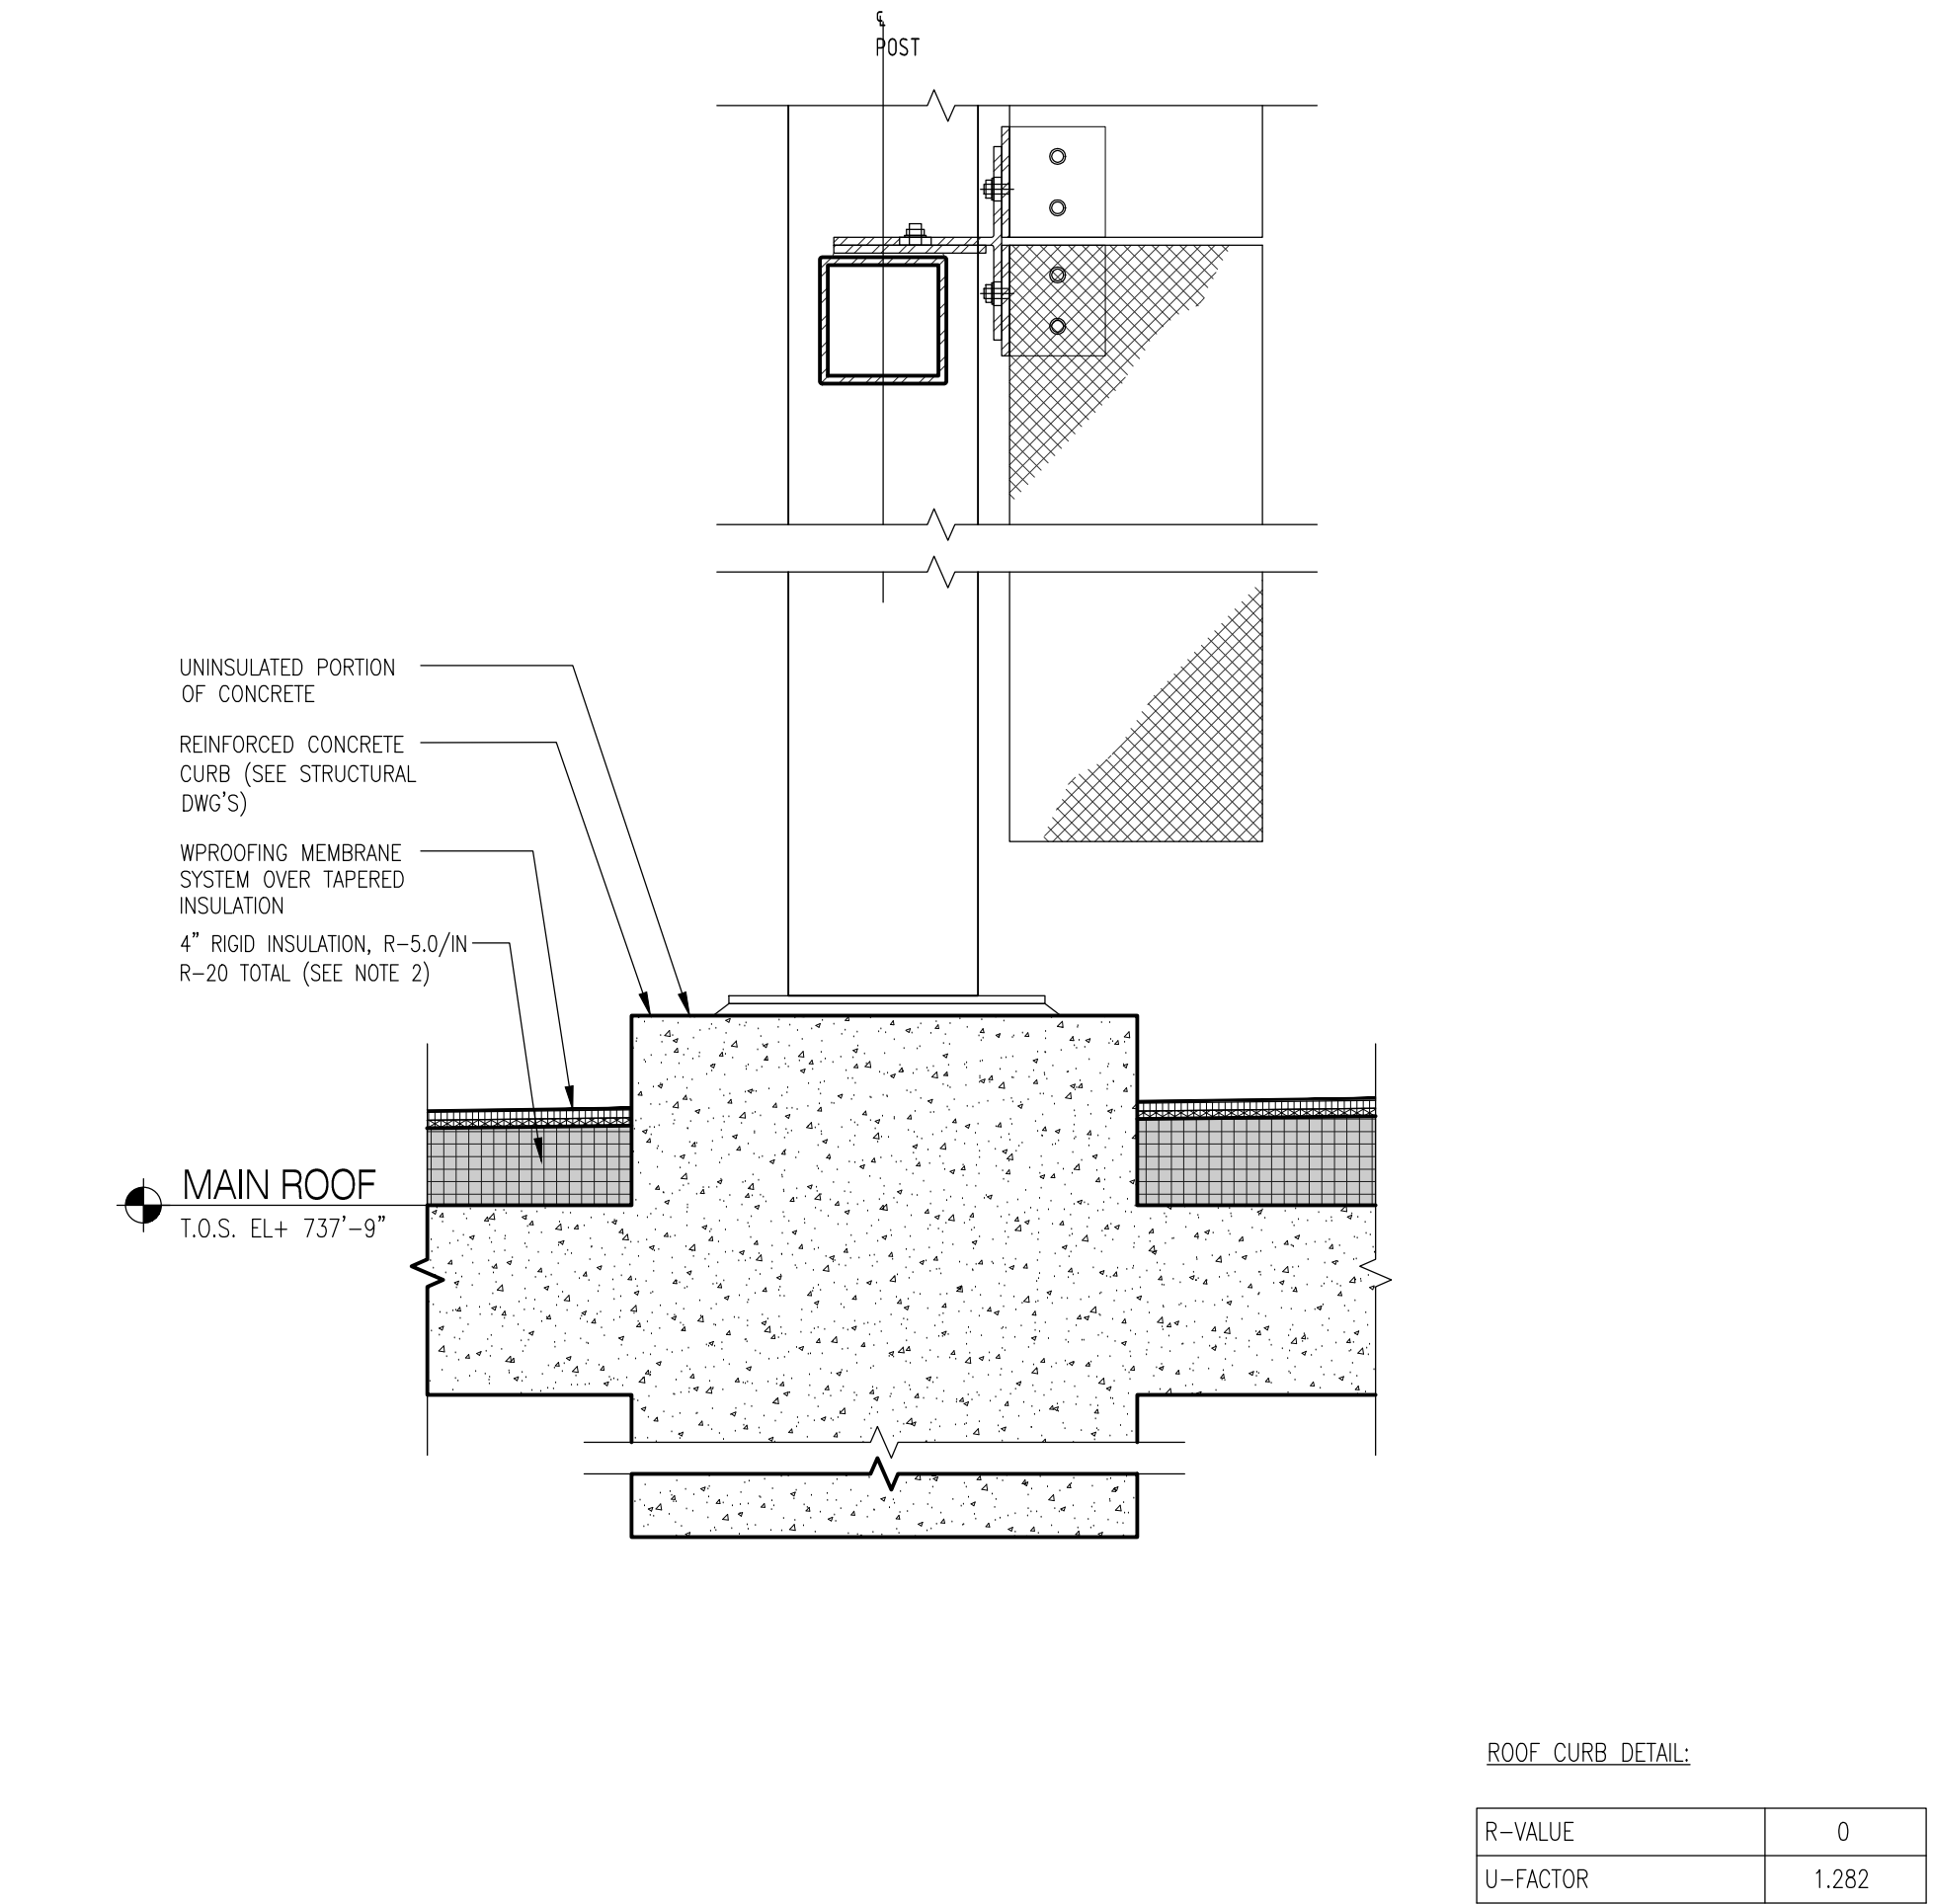 ℄
POST
UNINSULATED PORTION
OF CONCRETE
REINFORCED CONCRETE
CURB (SEE STRUCTURAL
DWG'S)
WPROOFING MEMBRANE
SYSTEM OVER TAPERED
INSULATION
4" RIGID INSULATION, R-5.0/IN
R-20 TOTAL (SEE NOTE 2)
MAIN ROOF
T.O.S. EL+ 737'-9"
ROOF CURB DETAIL:
R-VALUE 0
U-FACTOR 1.282